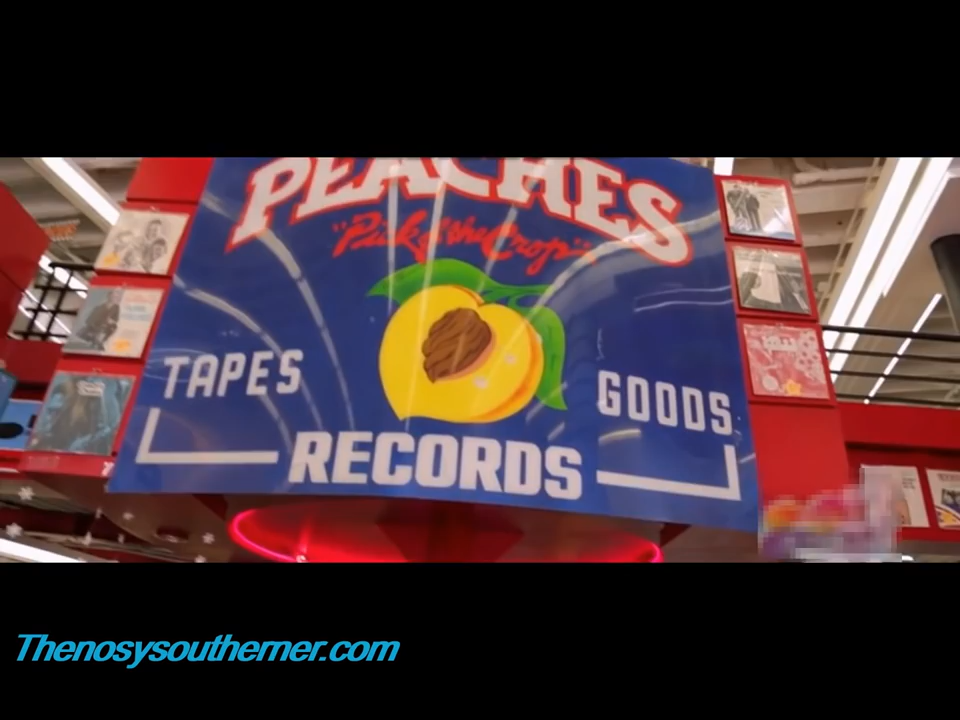 PEACHES
"Pick of the Crop"
TAPES
GOODS
RECORDS
Thenosysoutherner.com